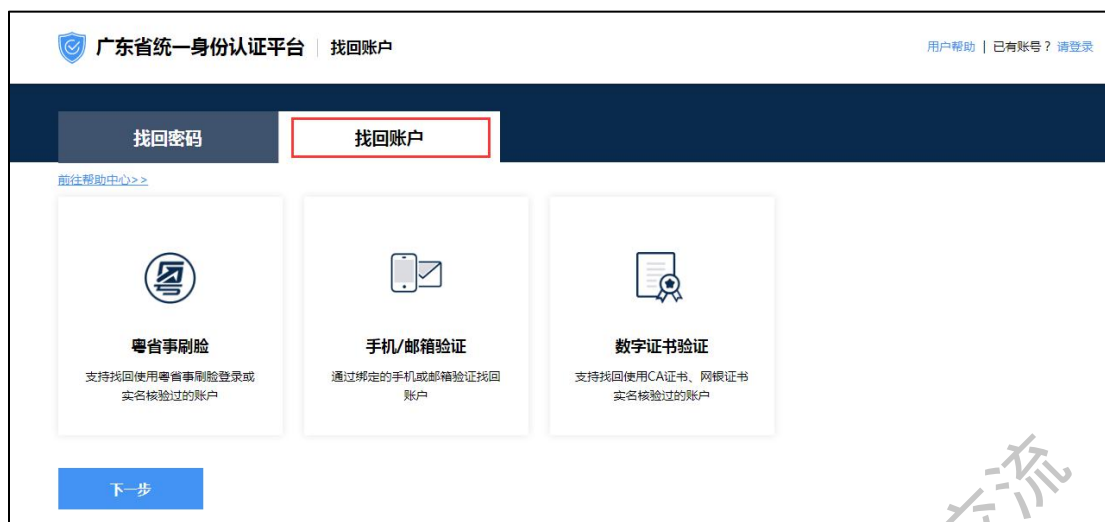 广东省统一身份认证平台 找回账户
用户帮助 | 已有账号？ 请登录
找回密码
找回账户
前往帮助中心>>
粤省事刷脸
支持找回使用粤省事刷脸登录或
实名核验过的账户
手机/邮箱验证
通过绑定的手机或邮箱验证找回
账户
数字证书验证
支持找回使用CA证书、网银证书
实名核验过的账户
下一步
交流